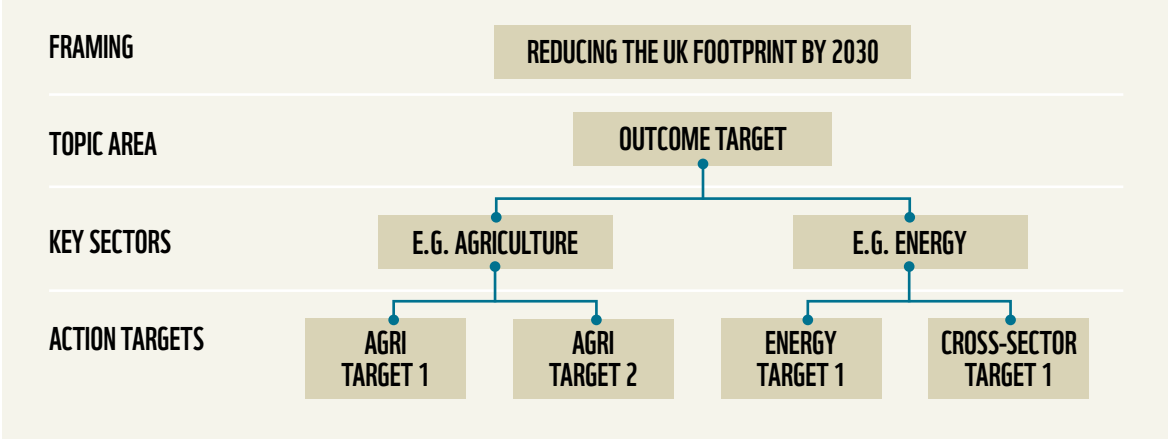 FRAMING
REDUCING THE UK FOOTPRINT BY 2030
TOPIC AREA
OUTCOME TARGET
KEY SECTORS
E.G. AGRICULTURE
E.G. ENERGY
ACTION TARGETS
AGRI
TARGET 1
AGRI
TARGET 2
ENERGY
TARGET 1
CROSS-SECTOR
TARGET 1